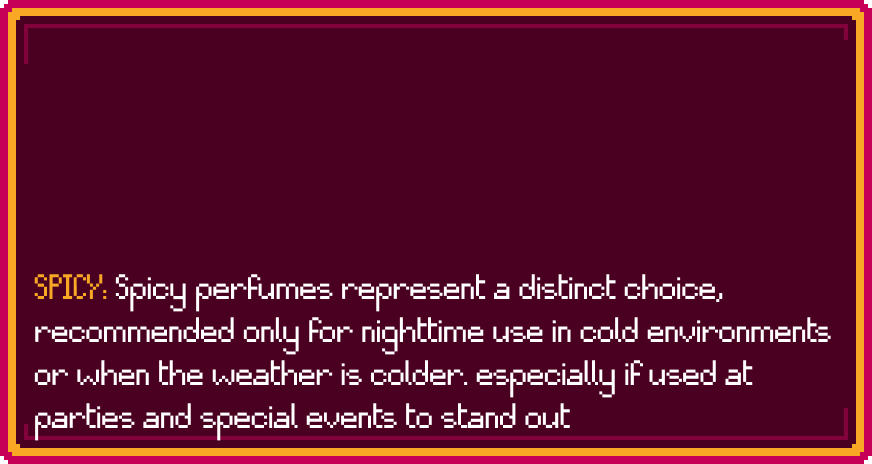 SPICY: Spicy perfumes represent a distinct choice,
recommended only for nighttime use in cold environments
or when the weather is colder. especially if used at
parties and special events to stand out